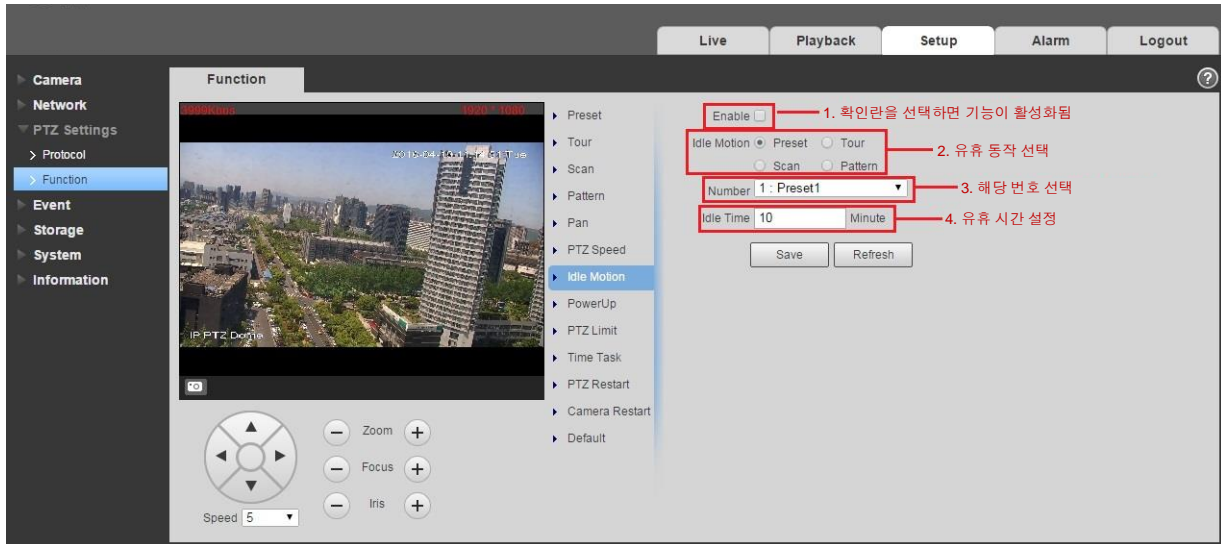 Live
Playback
Setup
Alarm
Logout
Camera
Network
PTZ Settings
Protocol
Function
Event
Storage
System
Information
Function
?
3999Kbps
1920 * 1080
IP PTZ Dome
Zoom
Focus
Iris
Speed 5
Preset
Tour
Scan
Pattern
Pan
PTZ Speed
Idle Motion
PowerUp
PTZ Limit
Time Task
PTZ Restart
Camera Restart
Default
Enable
1. 확인란을 선택하면 기능이 활성화됨
Idle Motion Preset Tour
Scan Pattern
2. 유휴 동작 선택
Number 1 : Preset1
3. 해당 번호 선택
Idle Time 10 Minute
4. 유휴 시간 설정
Save Refresh